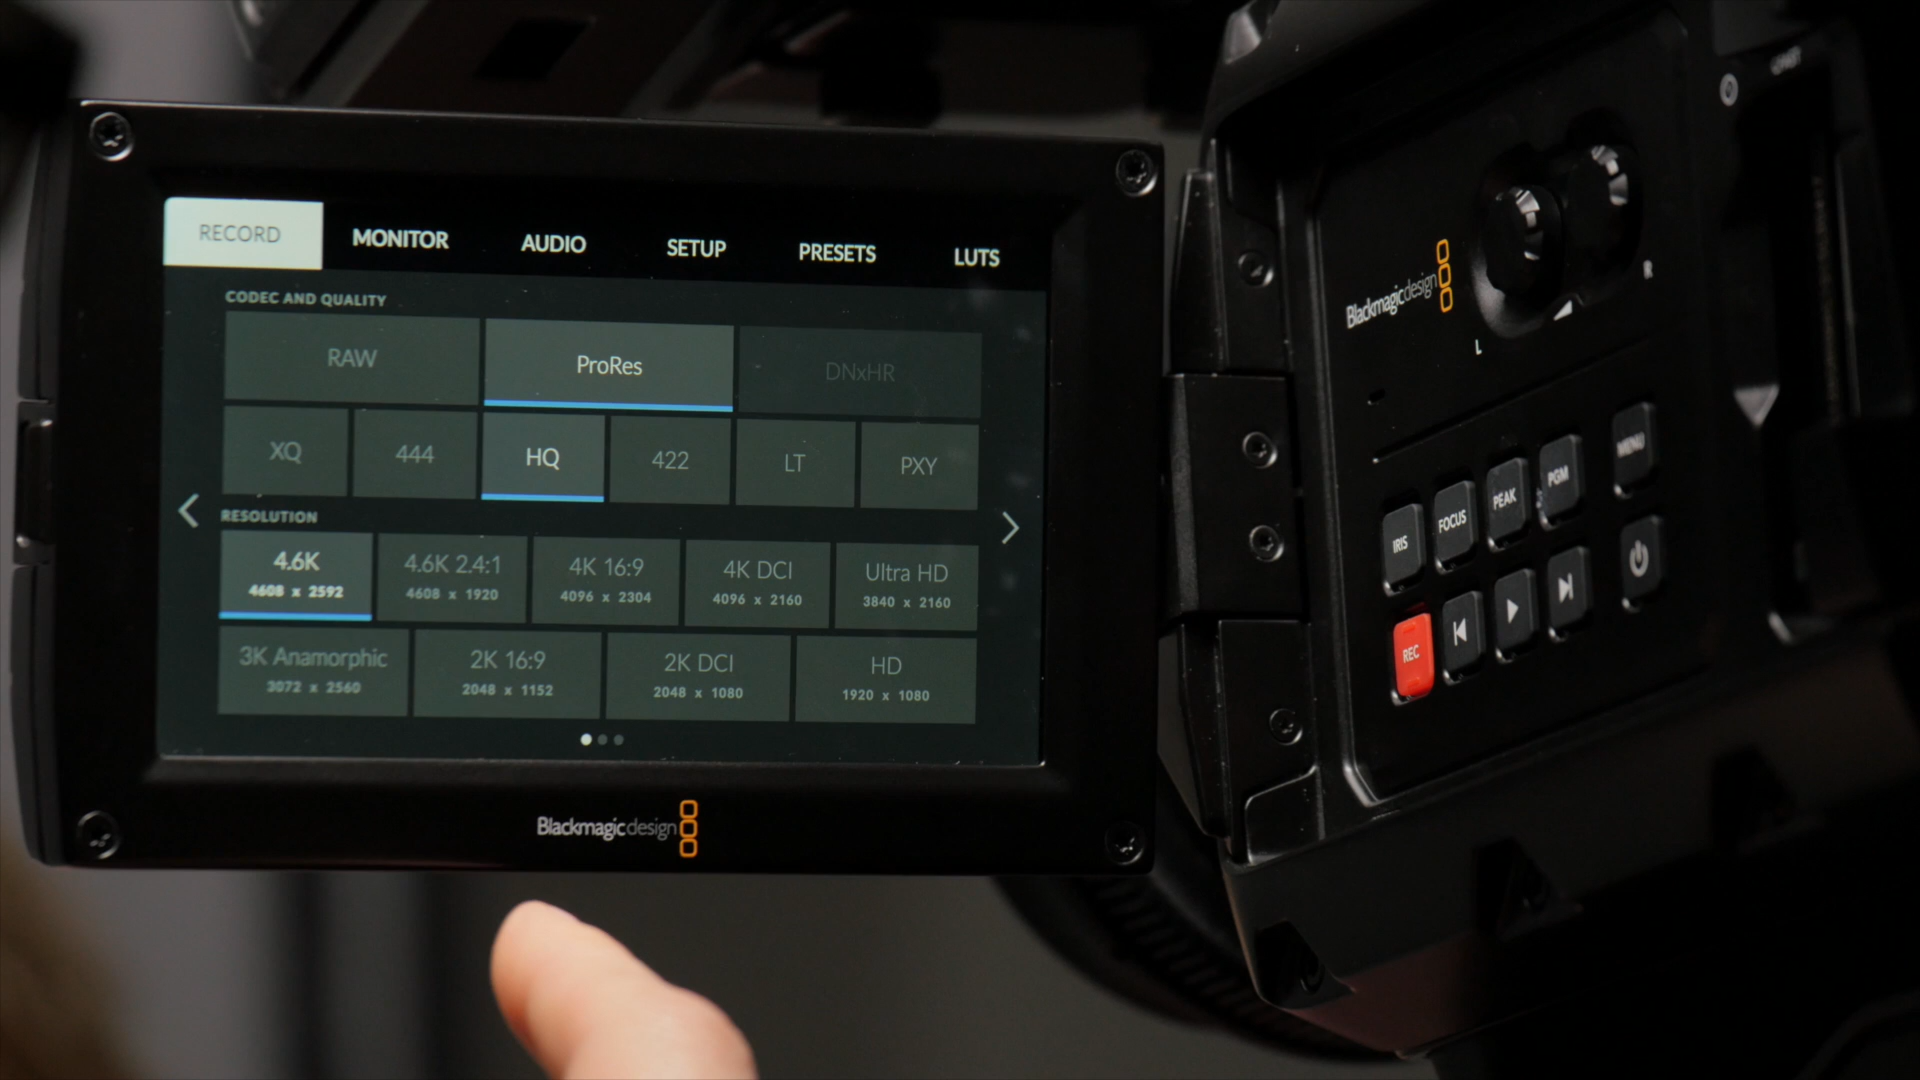 RECORD MONITOR AUDIO SETUP PRESETS LUTS
CODEC AND QUALITY
RAW ProRes DNxHR
XQ 444 HQ 422 LT PXY
RESOLUTION
4.6K 4.6K 2.4:1 4K 16:9 4K DCI Ultra HD
4608 x 2592 4608 x 1920 4096 x 2304 4096 x 2160 3840 x 2160
3K Anamorphic 2K 16:9 2K DCI HD
3072 x 2560 2048 x 1152 2048 x 1080 1920 x 1080
Blackmagicdesign
Blackmagicdesign
L R
IRIS FOCUS PEAK PGM MENU
REC